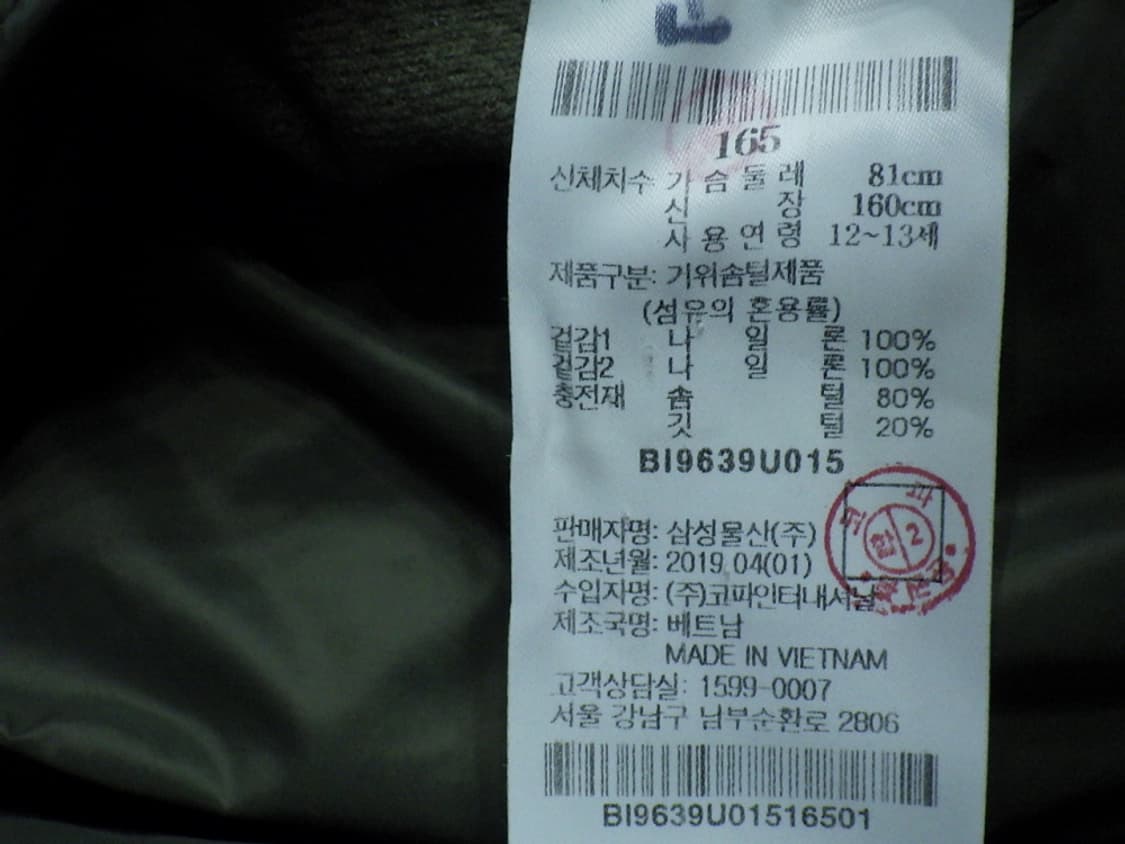 165
신체치수 가슴둘레 81cm
신장 160cm
사용연령 12~13세
제품구분: 거위솜털제품
(섬유의 혼용률)
겉감1 나일론 100%
겉감2 나일론 100%
충전재 솜털 80%
깃털 20%
BI9639U015
판매자명: 삼성물산(주)
제조년월: 2019.04(01)
수입자명: (주)코파인터내셔날
제조국명: 베트남
MADE IN VIETNAM
고객상담실: 1599-0007
서울 강남구 남부순환로 2806
BI9639U01516501
코파
합 2